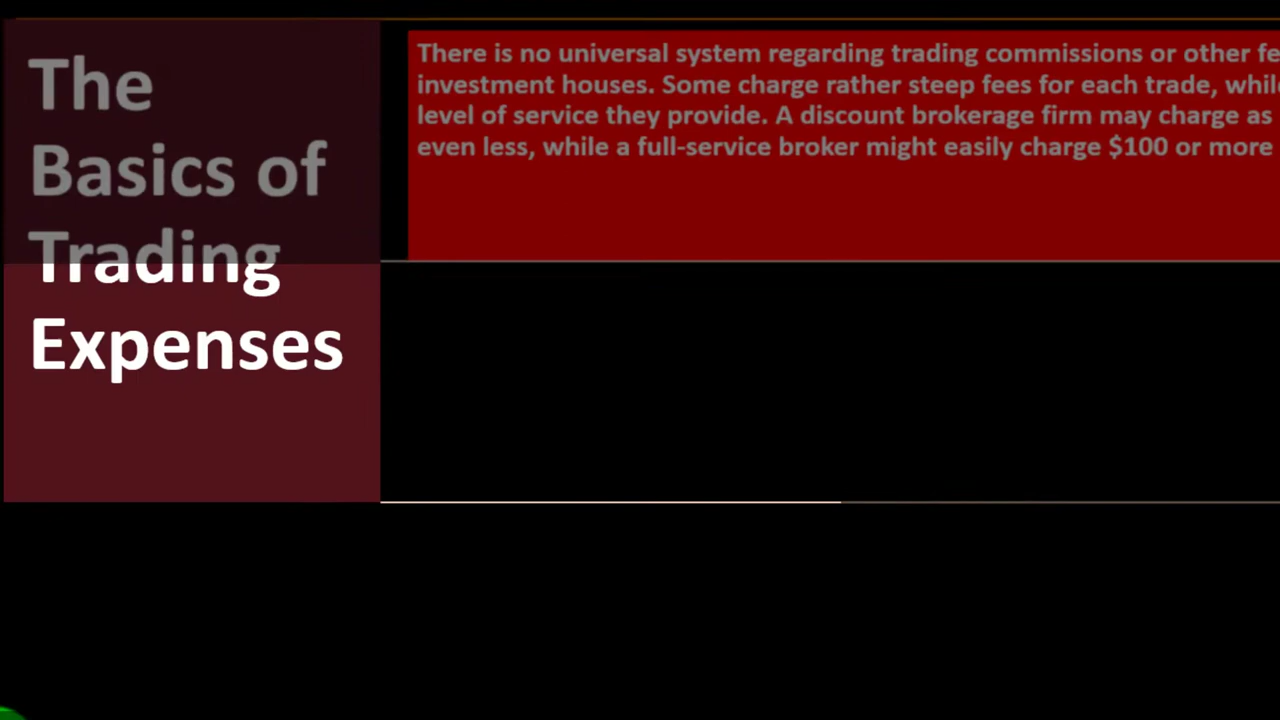 The
Basics of
Trading
Expenses
There is no universal system regarding trading commissions or other
investment houses. Some charge rather steep fees for each trade,
level of service they provide. A discount brokerage firm may charge as
even less, while a full-service broker might easily charge $100 or more